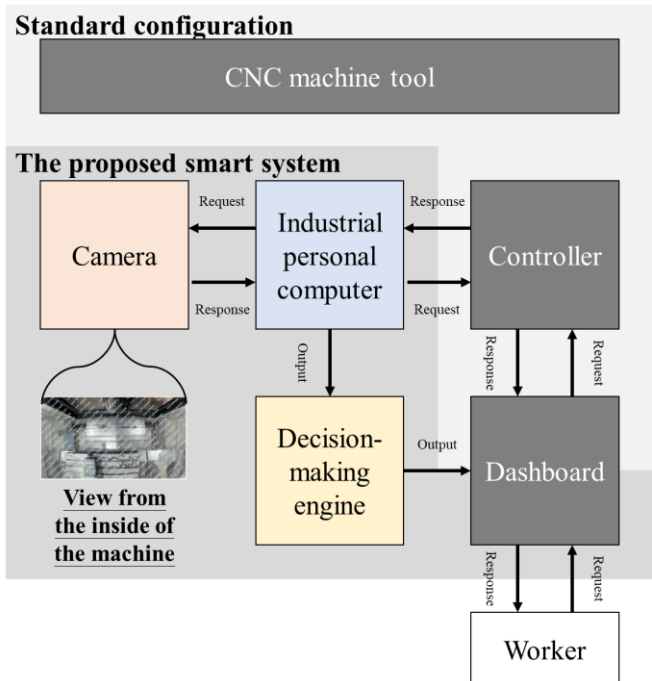 Standard configuration
CNC machine tool
The proposed smart system
Camera
Request
Response
Industrial
personal
computer
Response
Request
Controller
Output
Response
Request
Decision-
making
engine
Output
Dashboard
View from
the inside of
the machine
Response
Request
Worker